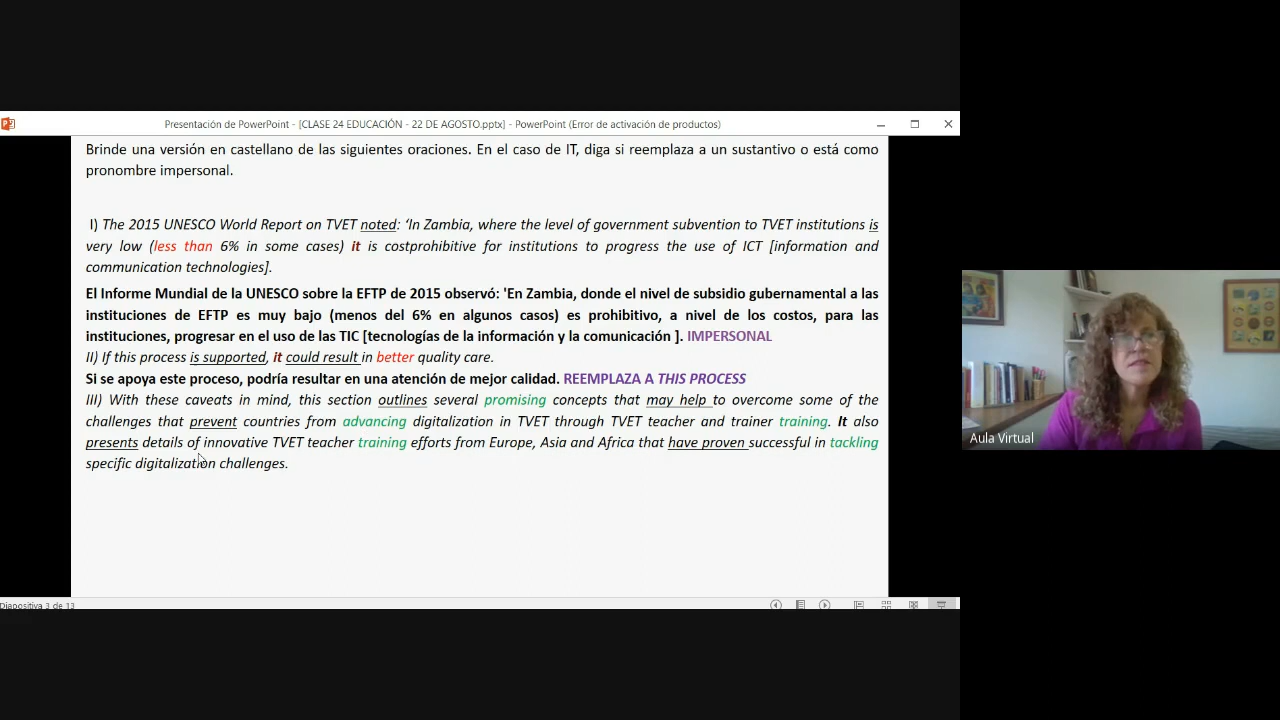 Presentación de PowerPoint - [CLASE 24 EDUCACIÓN - 22 DE AGOSTO.pptx] - PowerPoint (Error de activación de productos)
Brinde una versión en castellano de las siguientes oraciones. En el caso de IT, diga si reemplaza a un sustantivo o está como
pronombre impersonal.
I) The 2015 UNESCO World Report on TVET noted: ‘In Zambia, where the level of government subvention to TVET institutions is
very low (less than 6% in some cases) it is costprohibitive for institutions to progress the use of ICT [information and
communication technologies].
El Informe Mundial de la UNESCO sobre la EFTP de 2015 observó: 'En Zambia, donde el nivel de subsidio gubernamental a las
instituciones de EFTP es muy bajo (menos del 6% en algunos casos) es prohibitivo, a nivel de los costos, para las
instituciones, progresar en el uso de las TIC [tecnologías de la información y la comunicación ]. IMPERSONAL
II) If this process is supported, it could result in better quality care.
Si se apoya este proceso, podría resultar en una atención de mejor calidad. REEMPLAZA A THIS PROCESS
III) With these caveats in mind, this section outlines several promising concepts that may help to overcome some of the
challenges that prevent countries from advancing digitalization in TVET through TVET teacher and trainer training. It also
presents details of innovative TVET teacher training efforts from Europe, Asia and Africa that have proven successful in tackling
specific digitalization challenges.
Diapositiva 3 de 13
Aula Virtual